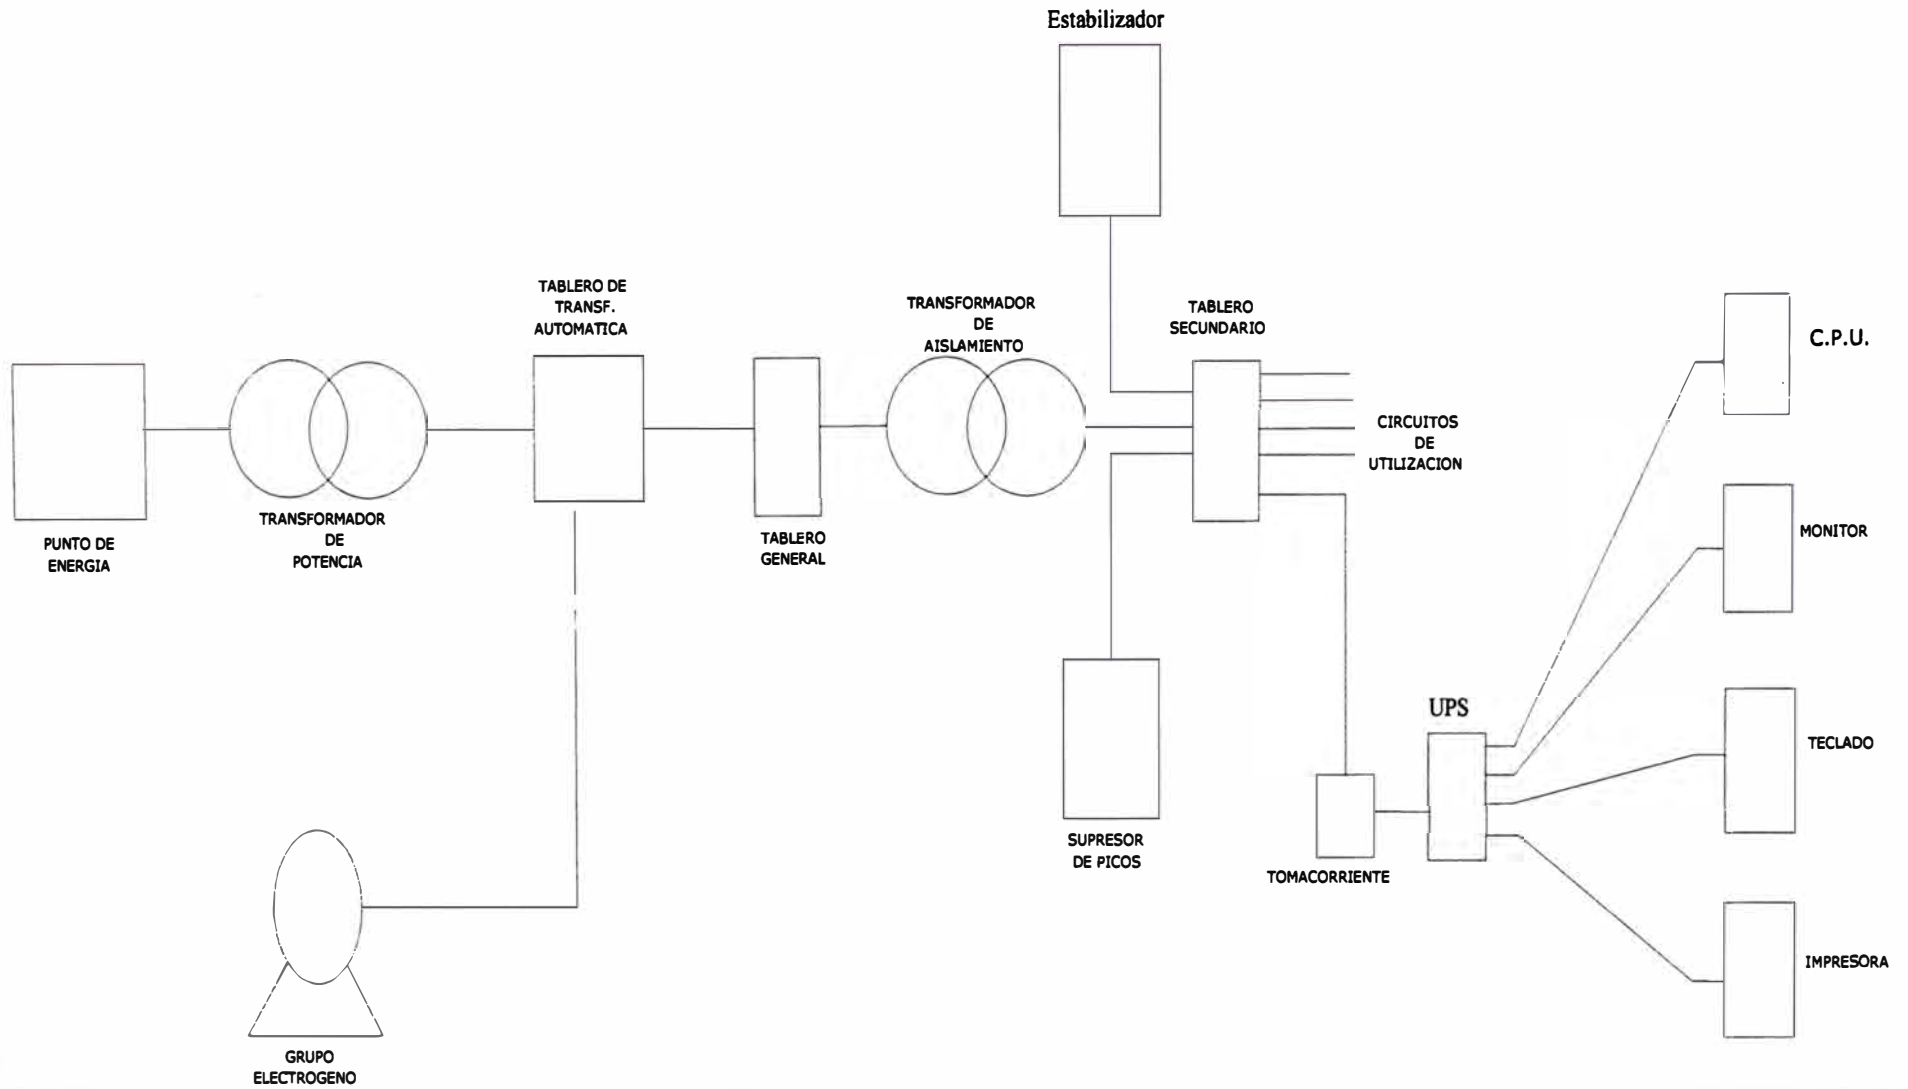 Estabilizador
TABLERO DE
TRANSF.
AUTOMATICA
TRANSFORMADOR
DE
AISLAMIENTO
TABLERO
SECUNDARIO
C.P.U.
CIRCUITOS
DE
UTILIZACION
PUNTO DE
ENERGIA
TRANSFORMADOR
DE
POTENCIA
TABLERO
GENERAL
MONITOR
UPS
TECLADO
SUPRESOR
DE PICOS
TOMACORRIENTE
IMPRESORA
GRUPO
ELECTROGENO